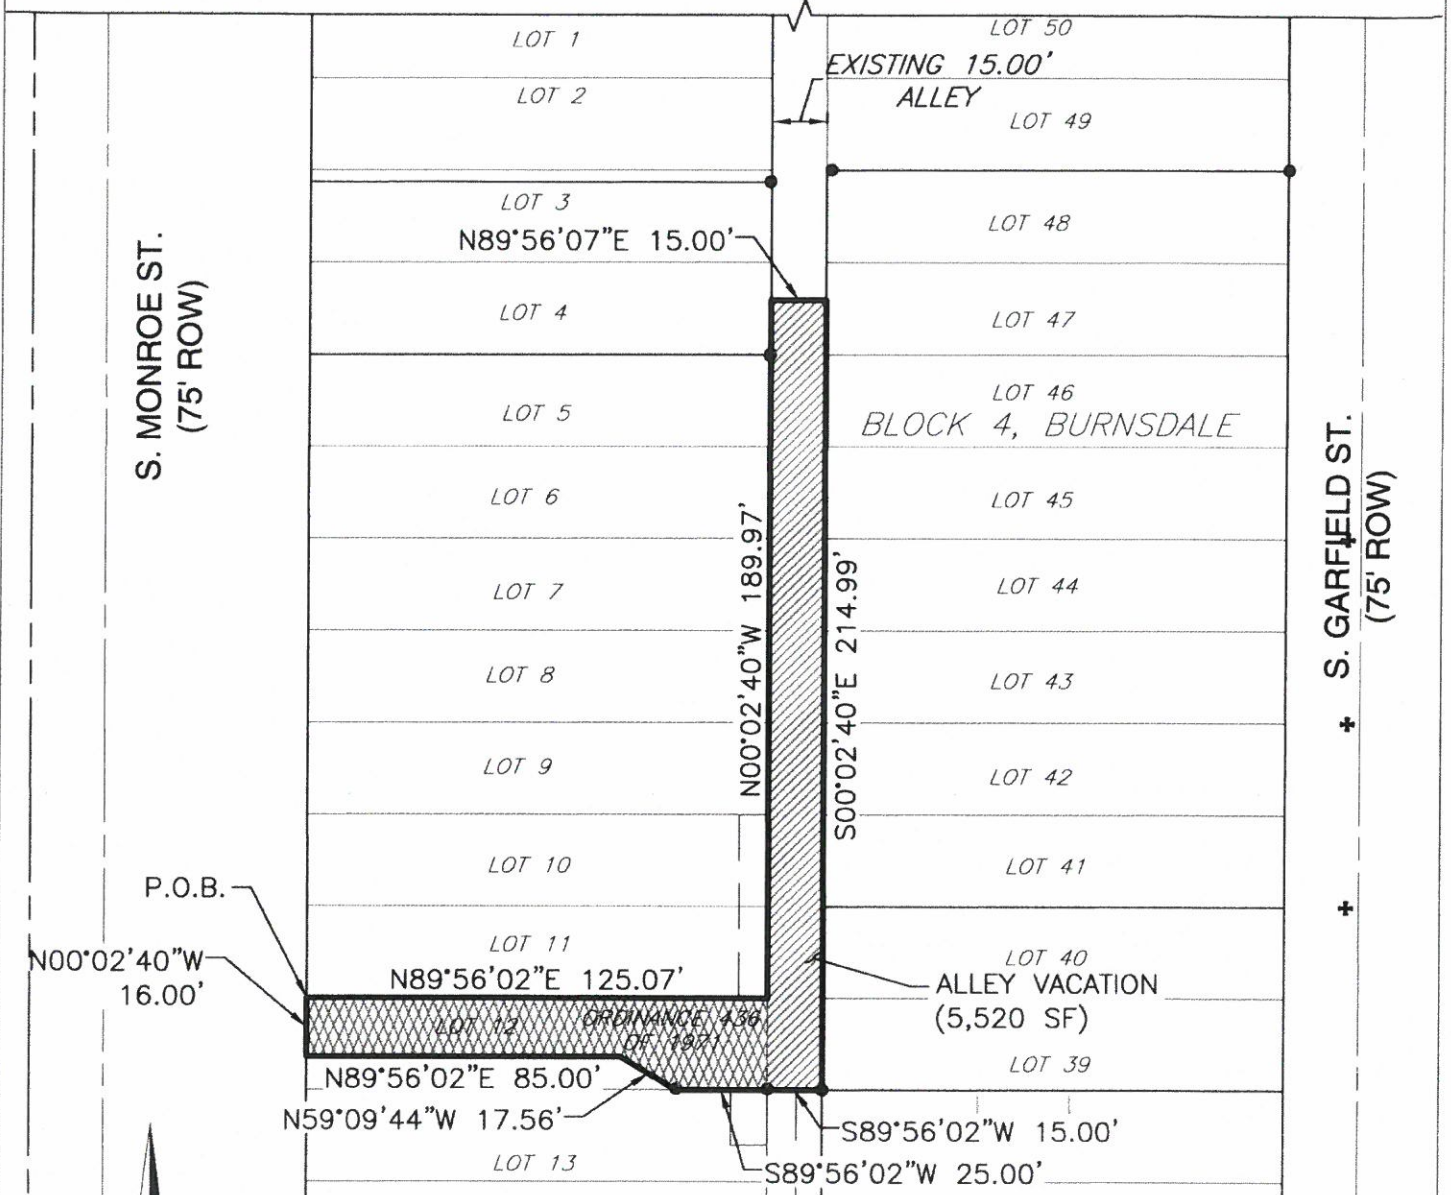 LOT 1
LOT 50
EXISTING 15.00'
ALLEY
LOT 2
LOT 49
LOT 3
N89°56'07"E 15.00'
LOT 48
S. MONROE ST.
(75' ROW)
LOT 4
LOT 47
LOT 5
LOT 46
BLOCK 4, BURNSDALE
S. GARFIELD ST.
(75' ROW)
LOT 6
LOT 45
N00°02'40"W 189.97'
S00°02'40"E 214.99'
LOT 7
LOT 44
LOT 8
LOT 43
LOT 9
LOT 42
LOT 10
LOT 41
P.O.B.
LOT 11
LOT 40
N00°02'40"W
16.00'
N89°56'02"E 125.07'
ALLEY VACATION
(5,520 SF)
LOT 12
ORDINANCE 436
OF 1971
LOT 39
N89°56'02"E 85.00'
N59°09'44"W 17.56'
S89°56'02"W 15.00'
LOT 13
S89°56'02"W 25.00'